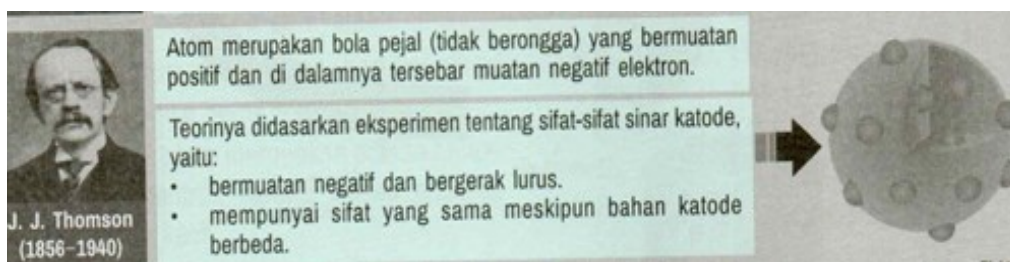 Atom merupakan bola pejal (tidak berongga) yang bermuatan
positif dan di dalamnya tersebar muatan negatif elektron.
Teorinya didasarkan eksperimen tentang sifat-sifat sinar katode,
yaitu:
• bermuatan negatif dan bergerak lurus.
• mempunyai sifat yang sama meskipun bahan katode
berbeda.
J. J. Thomson
(1856–1940)